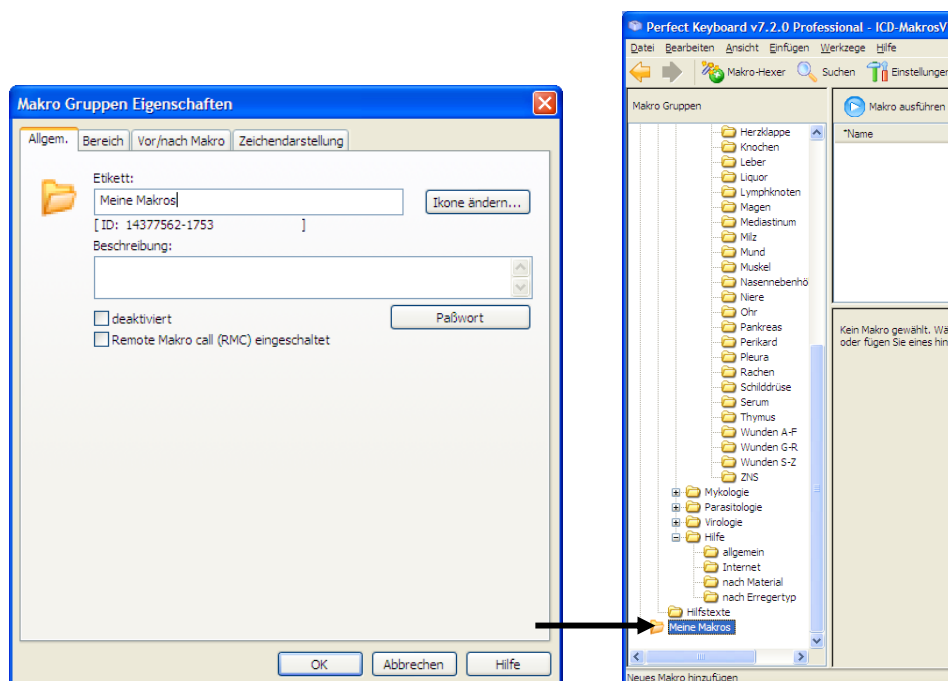 Makro Gruppen Eigenschaften
Allgem. Bereich Vor/nach Makro Zeichendarstellung
Etikett:
Meine Makros
Ikone ändern...
[ ID: 14377562-1753 ]
Beschreibung:
deaktiviert
Paßwort
Remote Makro call (RMC) eingeschaltet
OK Abbrechen Hilfe
Perfect Keyboard v7.2.0 Professional - ICD-MakrosV
Datei Bearbeiten Ansicht Einfügen Werkzege Hilfe
Makro-Hexer Suchen Einstellungen
Makro Gruppen
Makro ausführen
*Name
Herzklappe
Knochen
Leber
Liquor
Lymphknoten
Magen
Mediastinum
Milz
Mund
Muskel
Nasennebenhö
Niere
Ohr
Pankreas
Perikard
Pleura
Rachen
Schilddrüse
Serum
Thymus
Wunden A-F
Wunden G-R
Wunden S-Z
ZNS
Mykologie
Parasitologie
Virologie
Hilfe
allgemein
Internet
nach Material
nach Erregertyp
Hilfstexte
Meine Makros
Kein Makro gewählt. Wä
oder fügen Sie eines hin
Neues Makro hinzufügen